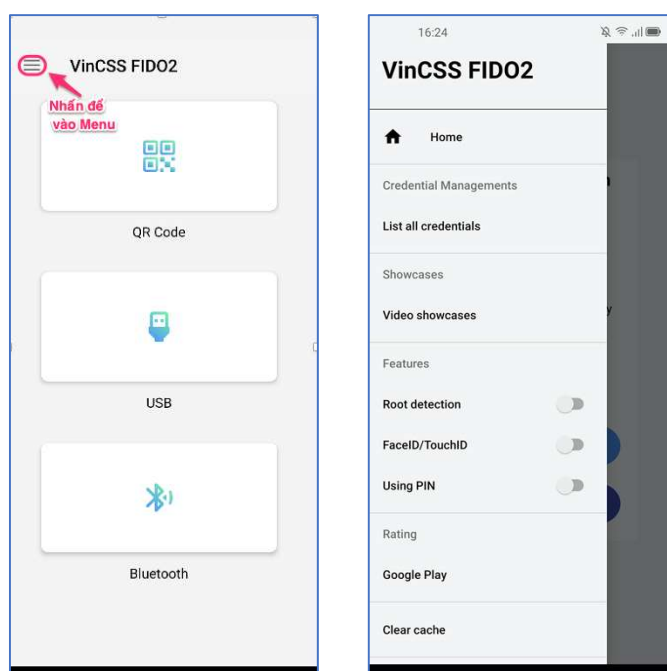 VinCSS FIDO2
Nhấn để
vào Menu
QR Code
USB
Bluetooth
16:24
VinCSS FIDO2
Home
Credential Managements
List all credentials
Showcases
Video showcases
Features
Root detection
FaceID/TouchID
Using PIN
Rating
Google Play
Clear cache